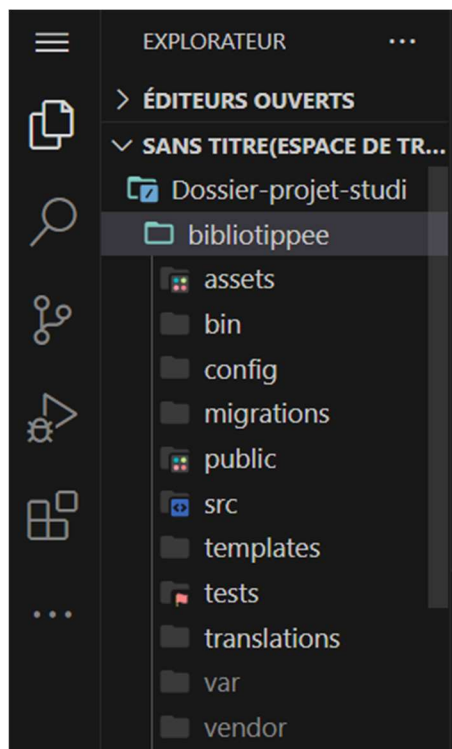 EXPLORATEUR
ÉDITEURS OUVERTS
SANS TITRE(ESPACE DE TR...
Dossier-projet-studi
bibliotippee
assets
bin
config
migrations
public
src
templates
tests
translations
var
vendor